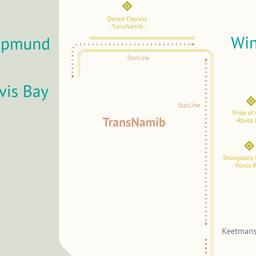 Desert Express
- TransNamib -
pmund
Win
StarLine
vis Bay
StarLine
Pride of A
-Rovos
TransNamib
Shongololo
- Rovos R
Keetmans